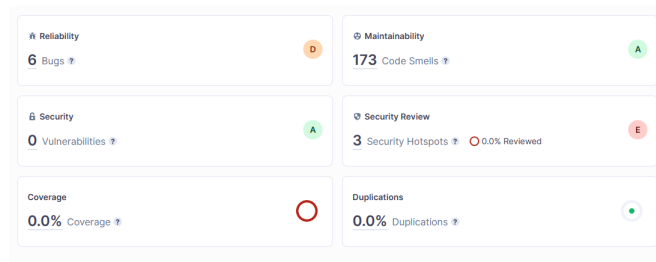 Reliability
6 Bugs ?
D
Maintainability
173 Code Smells ?
A
Security
0 Vulnerabilities ?
A
Security Review
3 Security Hotspots ? 0.0% Reviewed
E
Coverage
0.0% Coverage ?
Duplications
0.0% Duplications ?